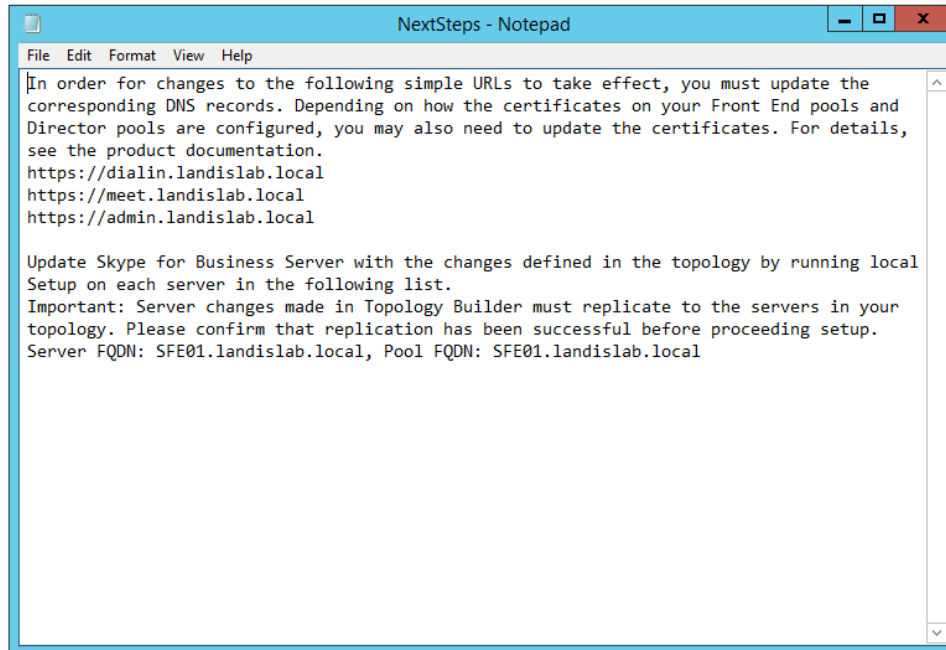 NextSteps - Notepad
File Edit Format View Help
In order for changes to the following simple URLs to take effect, you must update the
corresponding DNS records. Depending on how the certificates on your Front End pools and
Director pools are configured, you may also need to update the certificates. For details,
see the product documentation.
https://dialin.landislab.local
https://meet.landislab.local
https://admin.landislab.local
Update Skype for Business Server with the changes defined in the topology by running local
Setup on each server in the following list.
Important: Server changes made in Topology Builder must replicate to the servers in your
topology. Please confirm that replication has been successful before proceeding setup.
Server FQDN: SFE01.landislab.local, Pool FQDN: SFE01.landislab.local